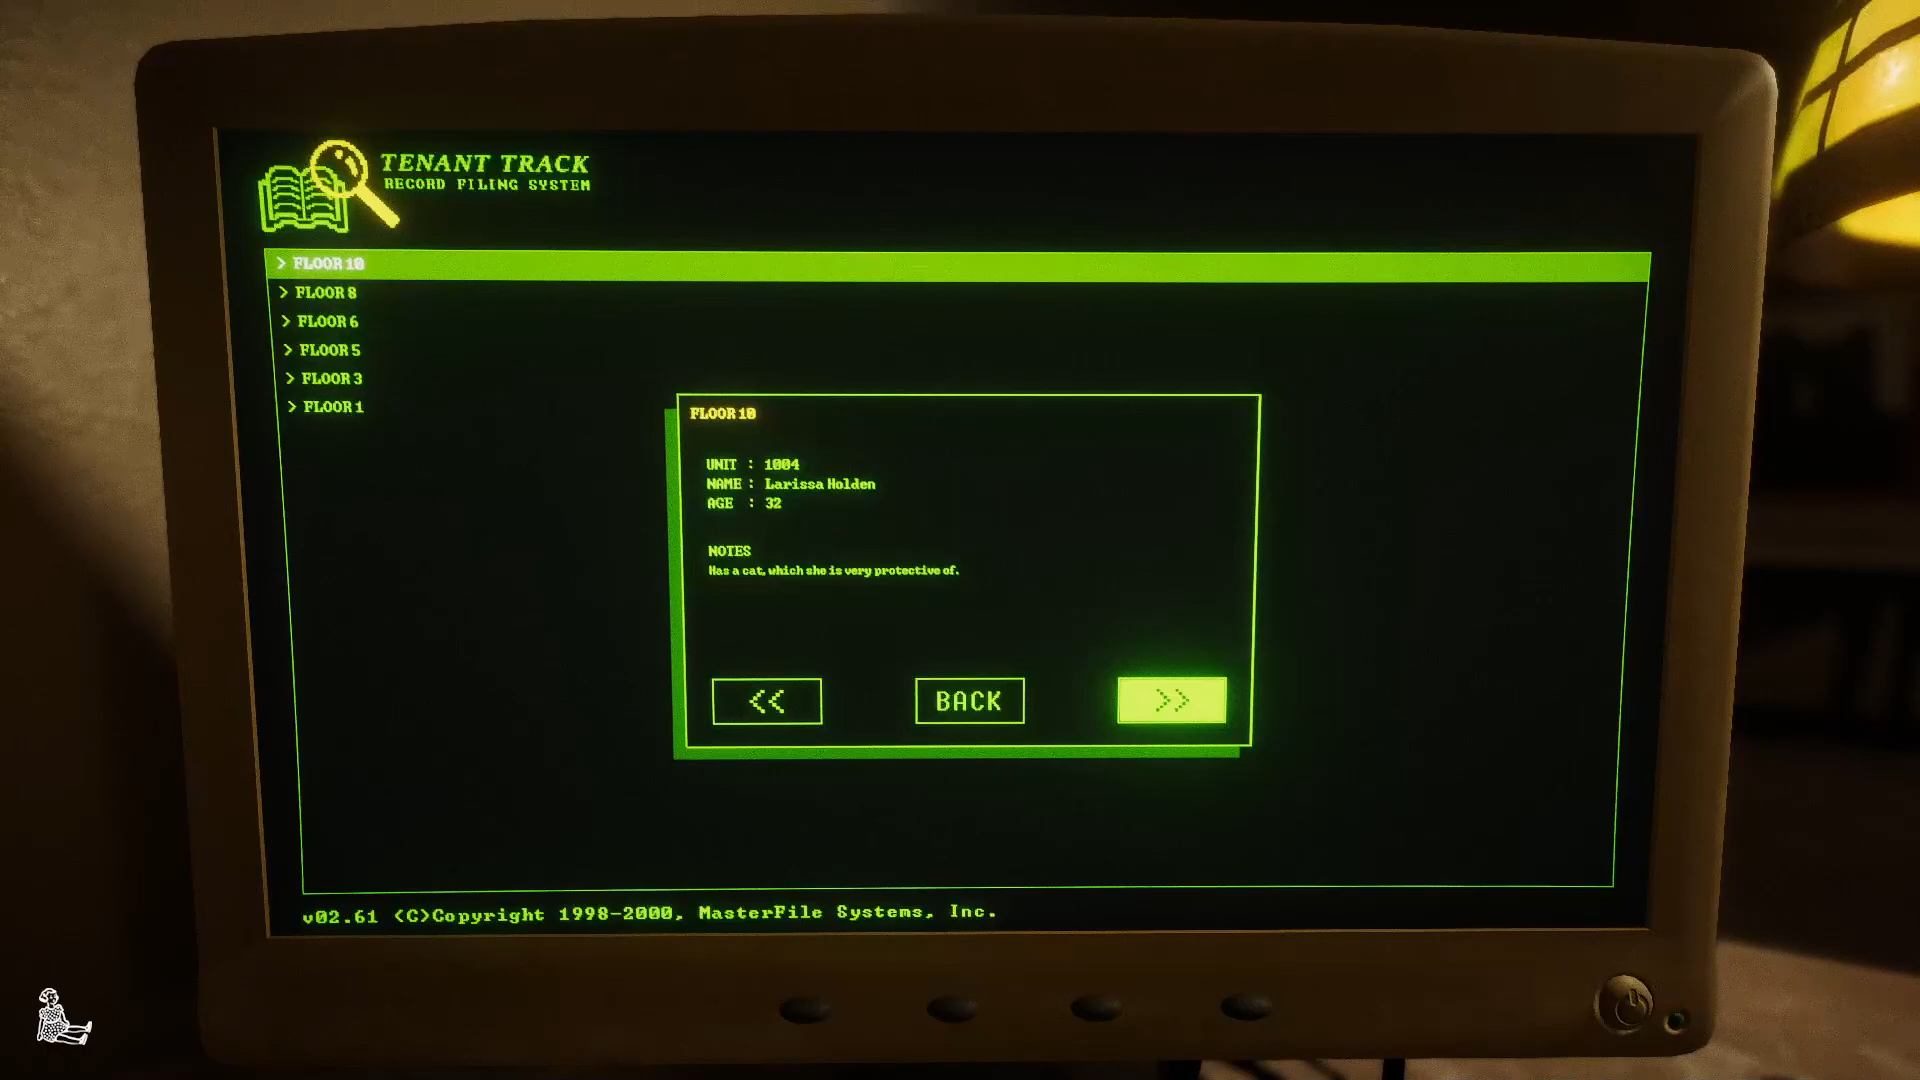 TENANT TRACK
RECORD FILING SYSTEM
> FLOOR 10
> FLOOR 8
> FLOOR 6
> FLOOR 5
> FLOOR 3
> FLOOR 1
FLOOR 10
UNIT : 1004
NAME : Larissa Holden
AGE : 32
NOTES
Has a cat, which she is very protective of.
<< BACK >>
v02.61 <C>Copyright 1998-2000, MasterFile Systems, Inc.